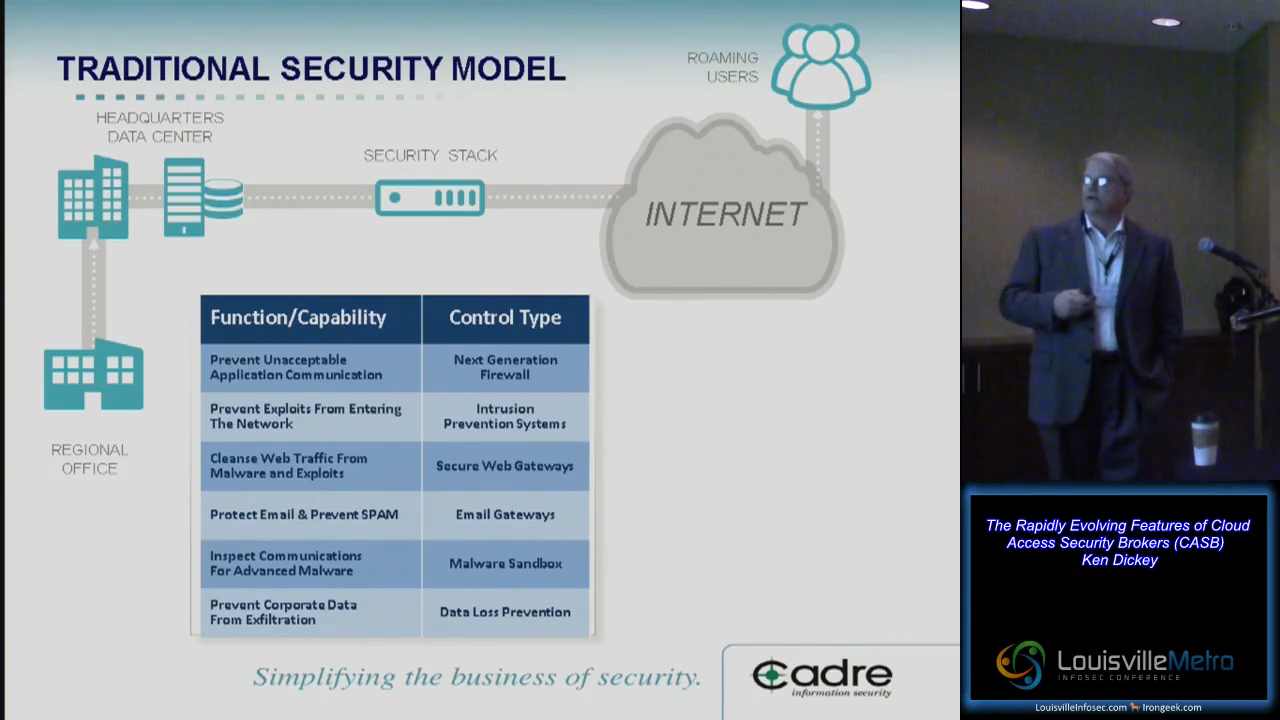 TRADITIONAL SECURITY MODEL
ROAMING
USERS
HEADQUARTERS
DATA CENTER
SECURITY STACK
INTERNET
REGIONAL
OFFICE
Function/Capability Control Type
Prevent Unacceptable
Application Communication
Next Generation
Firewall
Prevent Exploits From Entering
The Network
Intrusion
Prevention Systems
Cleanse Web Traffic From
Malware and Exploits
Secure Web Gateways
Protect Email & Prevent SPAM
Email Gateways
Inspect Communications
For Advanced Malware
Malware Sandbox
Prevent Corporate Data
From Exfiltration
Data Loss Prevention
Simplifying the business of security.
Cadre
information security
The Rapidly Evolving Features of Cloud
Access Security Brokers (CASB)
Ken Dickey
LouisvilleMetro
INFOSEC CONFERENCE
LouisvilleInfosec.com Irongeek.com